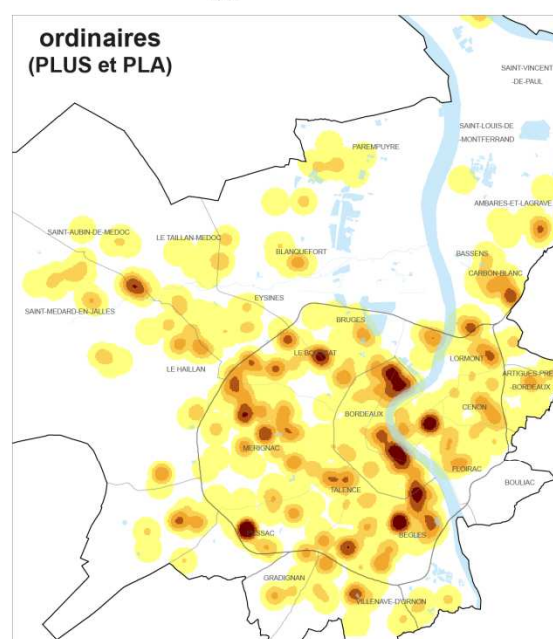 ordinaires
(PLUS et PLA)
SAINT-VINCENT
-DE-PAUL
SAINT-LOUIS-DE
-MONTFERRAND
PAREMPUYRE
AMBARES-ET-LAGRAVE
SAINT-AUBIN-DE-MEDOC
LE TAILLAN-MEDOC
BLANQUEFORT
BASSENS
CARBON-BLANC
EYSINES
SAINT-MEDARD-EN-JALLES
BRUGES
LE BOUSCAT
LORMONT
LE HAILLAN
ARTIGUES-PRE
-BORDEAUX
BORDEAUX
CENON
MERIGNAC
FLOIRAC
BOULIAC
TALENCE
PESSAC
BEGLES
GRADIGNAN
VILLENAVE-D'ORNON